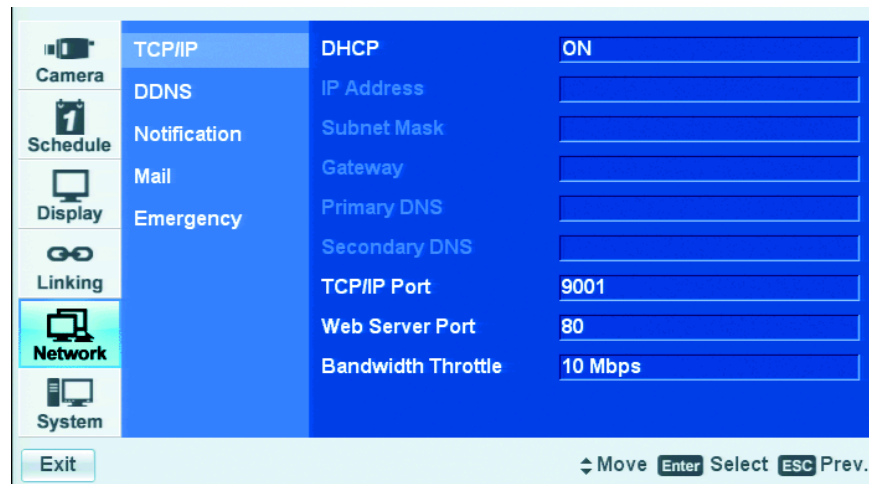 Camera
1
Schedule
Display
Linking
Network
System
TCP/IP
DDNS
Notification
Mail
Emergency
DHCP ON
IP Address
Subnet Mask
Gateway
Primary DNS
Secondary DNS
TCP/IP Port 9001
Web Server Port 80
Bandwidth Throttle 10 Mbps
Exit
Move Enter Select ESC Prev.